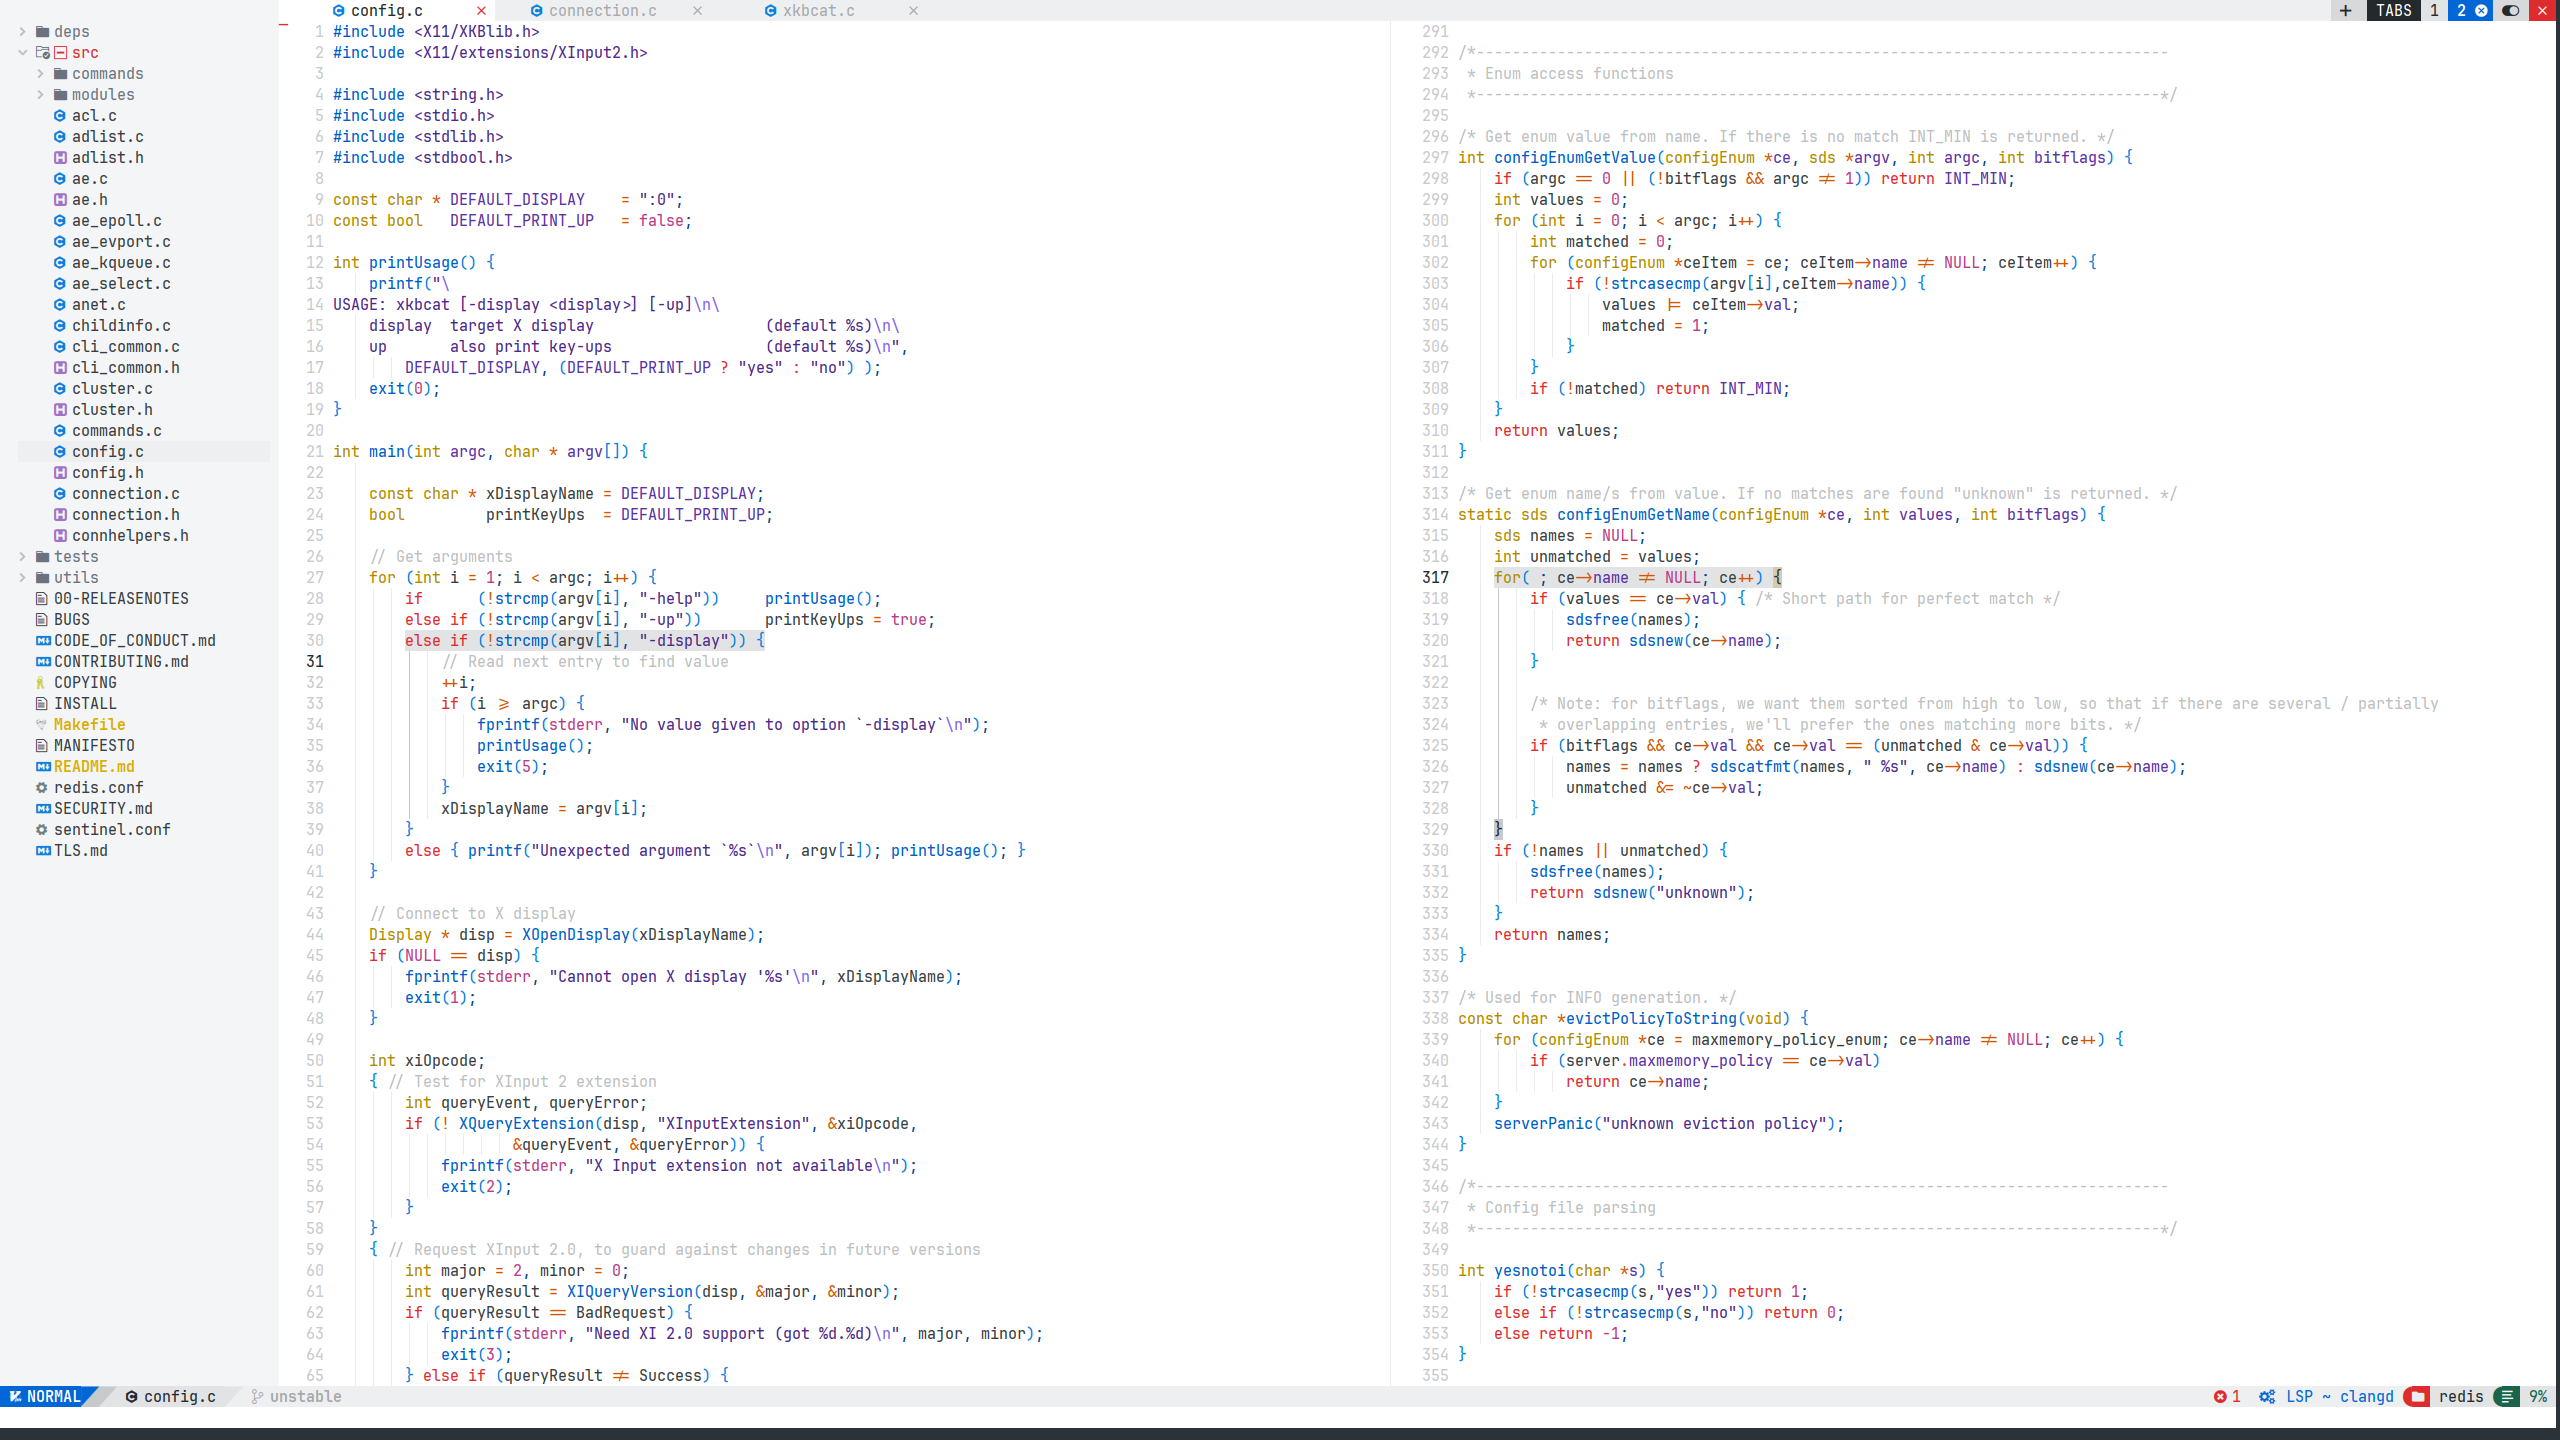 config.c × connection.c × xkbcat.c × + TABS 1 2 ×
deps
src
commands
modules
acl.c
adlist.c
adlist.h
ae.c
ae.h
ae_epoll.c
ae_evport.c
ae_kqueue.c
ae_select.c
anet.c
childinfo.c
cli_common.c
cli_common.h
cluster.c
cluster.h
commands.c
config.c
config.h
connection.c
connection.h
connhelpers.h
tests
utils
00-RELEASENOTES
BUGS
CODE_OF_CONDUCT.md
CONTRIBUTING.md
COPYING
INSTALL
Makefile
MANIFESTO
README.md
redis.conf
SECURITY.md
sentinel.conf
TLS.md
1 #include <X11/XKBlib.h>
2 #include <X11/extensions/XInput2.h>
3
4 #include <string.h>
5 #include <stdio.h>
6 #include <stdlib.h>
7 #include <stdbool.h>
8
9 const char * DEFAULT_DISPLAY    = ":0";
10 const bool   DEFAULT_PRINT_UP   = false;
11
12 int printUsage() {
13     printf("\
14 USAGE: xkbcat [-display <display>] [-up]\n\
15     display  target X display                   (default %s)\n\
16     up       also print key-ups                 (default %s)\n",
17         DEFAULT_DISPLAY, (DEFAULT_PRINT_UP ? "yes" : "no") );
18     exit(0);
19 }
20
21 int main(int argc, char * argv[]) {
22
23     const char * xDisplayName = DEFAULT_DISPLAY;
24     bool         printKeyUps  = DEFAULT_PRINT_UP;
25
26     // Get arguments
27     for (int i = 1; i < argc; i++) {
28         if      (!strcmp(argv[i], "-help"))     printUsage();
29         else if (!strcmp(argv[i], "-up"))       printKeyUps = true;
30         else if (!strcmp(argv[i], "-display")) {
31             // Read next entry to find value
32             ++i;
33             if (i >= argc) {
34                 fprintf(stderr, "No value given to option `-display`\n");
35                 printUsage();
36                 exit(5);
37             }
38             xDisplayName = argv[i];
39         }
40         else { printf("Unexpected argument `%s`\n", argv[i]); printUsage(); }
41     }
42
43     // Connect to X display
44     Display * disp = XOpenDisplay(xDisplayName);
45     if (NULL == disp) {
46         fprintf(stderr, "Cannot open X display '%s'\n", xDisplayName);
47         exit(1);
48     }
49
50     int xiOpcode;
51     { // Test for XInput 2 extension
52         int queryEvent, queryError;
53         if (! XQueryExtension(disp, "XInputExtension", &xiOpcode,
54                     &queryEvent, &queryError)) {
55             fprintf(stderr, "X Input extension not available\n");
56             exit(2);
57         }
58     }
59     { // Request XInput 2.0, to guard against changes in future versions
60         int major = 2, minor = 0;
61         int queryResult = XIQueryVersion(disp, &major, &minor);
62         if (queryResult == BadRequest) {
63             fprintf(stderr, "Need XI 2.0 support (got %d.%d)\n", major, minor);
64             exit(3);
65         } else if (queryResult != Success) {
291
292 /*-----------------------------------------------------------------------------
293  * Enum access functions
294  *----------------------------------------------------------------------------*/
295
296 /* Get enum value from name. If there is no match INT_MIN is returned. */
297 int configEnumGetValue(configEnum *ce, sds *argv, int argc, int bitflags) {
298     if (argc == 0 || (!bitflags && argc != 1)) return INT_MIN;
299     int values = 0;
300     for (int i = 0; i < argc; i++) {
301         int matched = 0;
302         for (configEnum *ceItem = ce; ceItem->name != NULL; ceItem++) {
303             if (!strcasecmp(argv[i],ceItem->name)) {
304                 values |= ceItem->val;
305                 matched = 1;
306             }
307         }
308         if (!matched) return INT_MIN;
309     }
310     return values;
311 }
312
313 /* Get enum name/s from value. If no matches are found "unknown" is returned. */
314 static sds configEnumGetName(configEnum *ce, int values, int bitflags) {
315     sds names = NULL;
316     int unmatched = values;
317     for( ; ce->name != NULL; ce++) {
318         if (values == ce->val) { /* Short path for perfect match */
319             sdsfree(names);
320             return sdsnew(ce->name);
321         }
322
323         /* Note: for bitflags, we want them sorted from high to low, so that if there are several / partially
324          * overlapping entries, we'll prefer the ones matching more bits. */
325         if (bitflags && ce->val && ce->val == (unmatched & ce->val)) {
326             names = names ? sdscatfmt(names, " %s", ce->name) : sdsnew(ce->name);
327             unmatched &= ~ce->val;
328         }
329     }
330     if (!names || unmatched) {
331         sdsfree(names);
332         return sdsnew("unknown");
333     }
334     return names;
335 }
336
337 /* Used for INFO generation. */
338 const char *evictPolicyToString(void) {
339     for (configEnum *ce = maxmemory_policy_enum; ce->name != NULL; ce++) {
340         if (server.maxmemory_policy == ce->val)
341             return ce->name;
342     }
343     serverPanic("unknown eviction policy");
344 }
345
346 /*-----------------------------------------------------------------------------
347  * Config file parsing
348  *----------------------------------------------------------------------------*/
349
350 int yesnotoi(char *s) {
351     if (!strcasecmp(s,"yes")) return 1;
352     else if (!strcasecmp(s,"no")) return 0;
353     else return -1;
354 }
355
NORMAL config.c unstable 1 LSP ~ clangd redis 9%